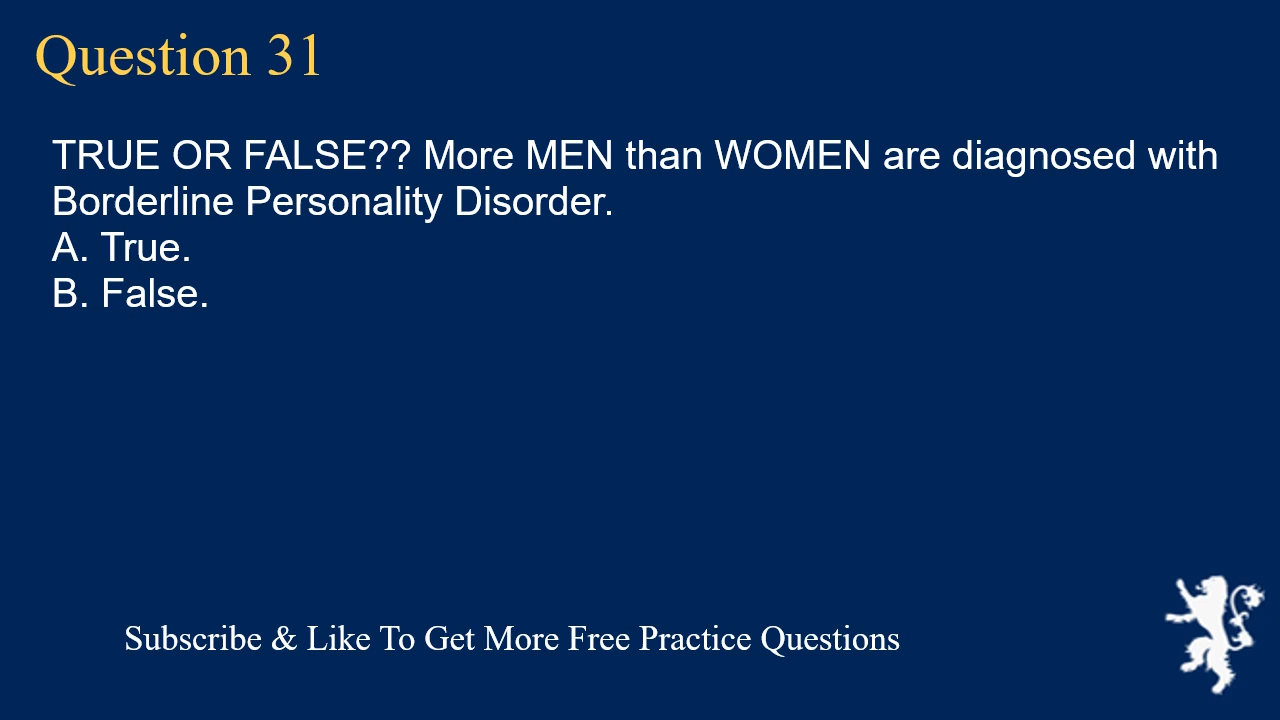 Question 31
TRUE OR FALSE?? More MEN than WOMEN are diagnosed with
Borderline Personality Disorder.
A. True.
B. False.
Subscribe & Like To Get More Free Practice Questions